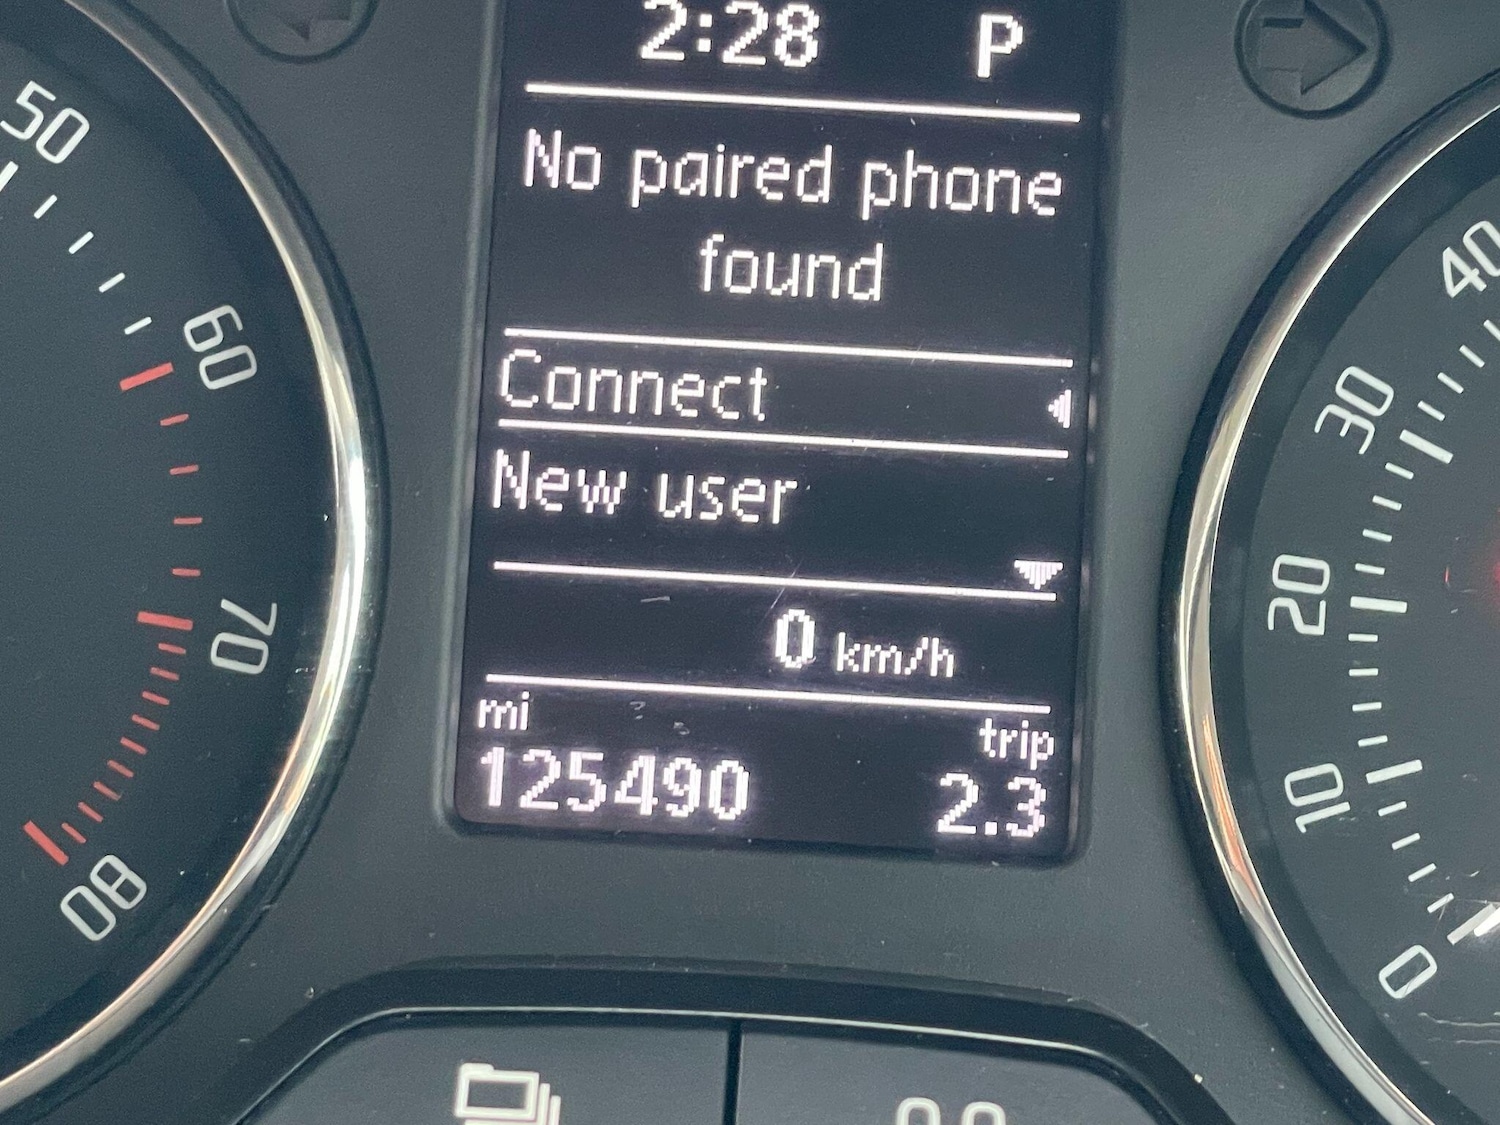 2:28 P
No paired phone
found
Connect
New user
0 km/h
mi trip
125490 2.3
50
60
70
80
40
30
20
10
0